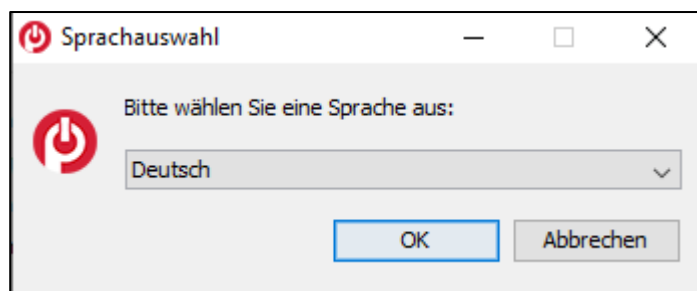 Sprachauswahl
Bitte wählen Sie eine Sprache aus:
Deutsch
OK Abbrechen